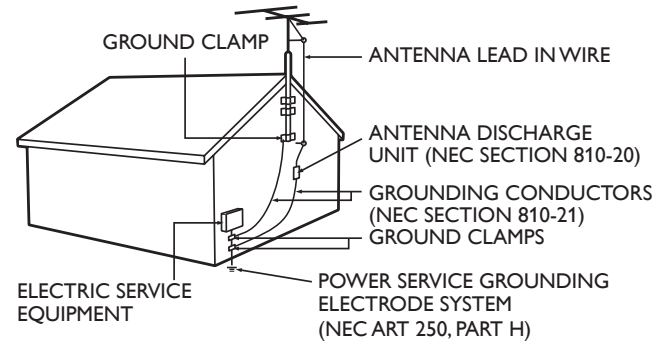 GROUND CLAMP
ANTENNA LEAD IN WIRE
ANTENNA DISCHARGE
UNIT (NEC SECTION 810-20)
GROUNDING CONDUCTORS
(NEC SECTION 810-21)
GROUND CLAMPS
POWER SERVICE GROUNDING
ELECTRODE SYSTEM
(NEC ART 250, PART H)
ELECTRIC SERVICE
EQUIPMENT